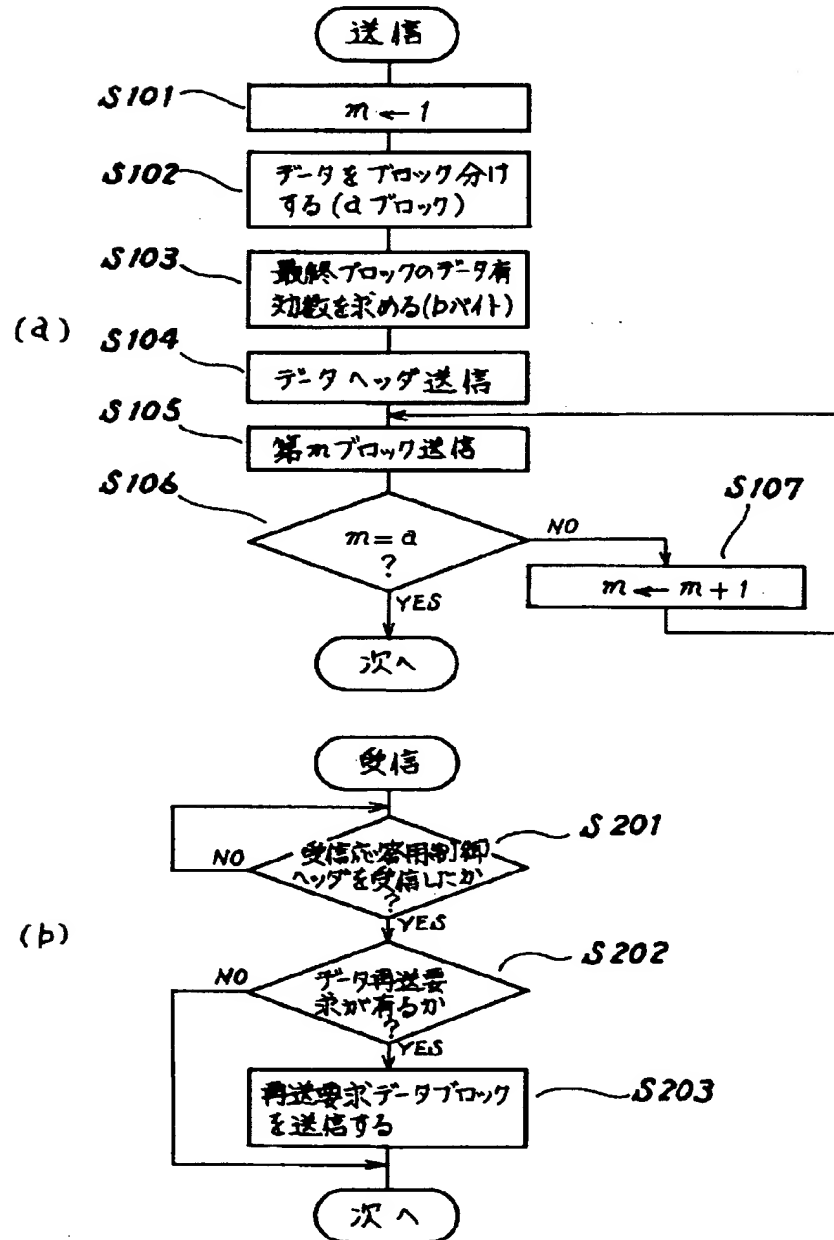 送信
S101
m ← 1
S102
データをブロック分け
する(aブロック)
S103
最終ブロックのデータ有
効数を求める(bバイト)
(a)
S104
データヘッダ送信
S105
第mブロック送信
S106
m = a
?
NO
YES
S107
m ← m + 1
次へ
受信
S201
受信応答用制御
ヘッダを受信したか
?
NO
YES
(b)
S202
データ再送要
求が有るか
?
NO
YES
S203
再送要求データブロック
を送信する
次へ